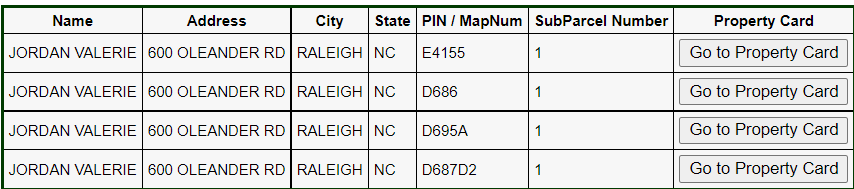 Name Address City State PIN / MapNum SubParcel Number Property Card
JORDAN VALERIE 600 OLEANDER RD RALEIGH NC E4155 1 Go to Property Card
JORDAN VALERIE 600 OLEANDER RD RALEIGH NC D686 1 Go to Property Card
JORDAN VALERIE 600 OLEANDER RD RALEIGH NC D695A 1 Go to Property Card
JORDAN VALERIE 600 OLEANDER RD RALEIGH NC D687D2 1 Go to Property Card